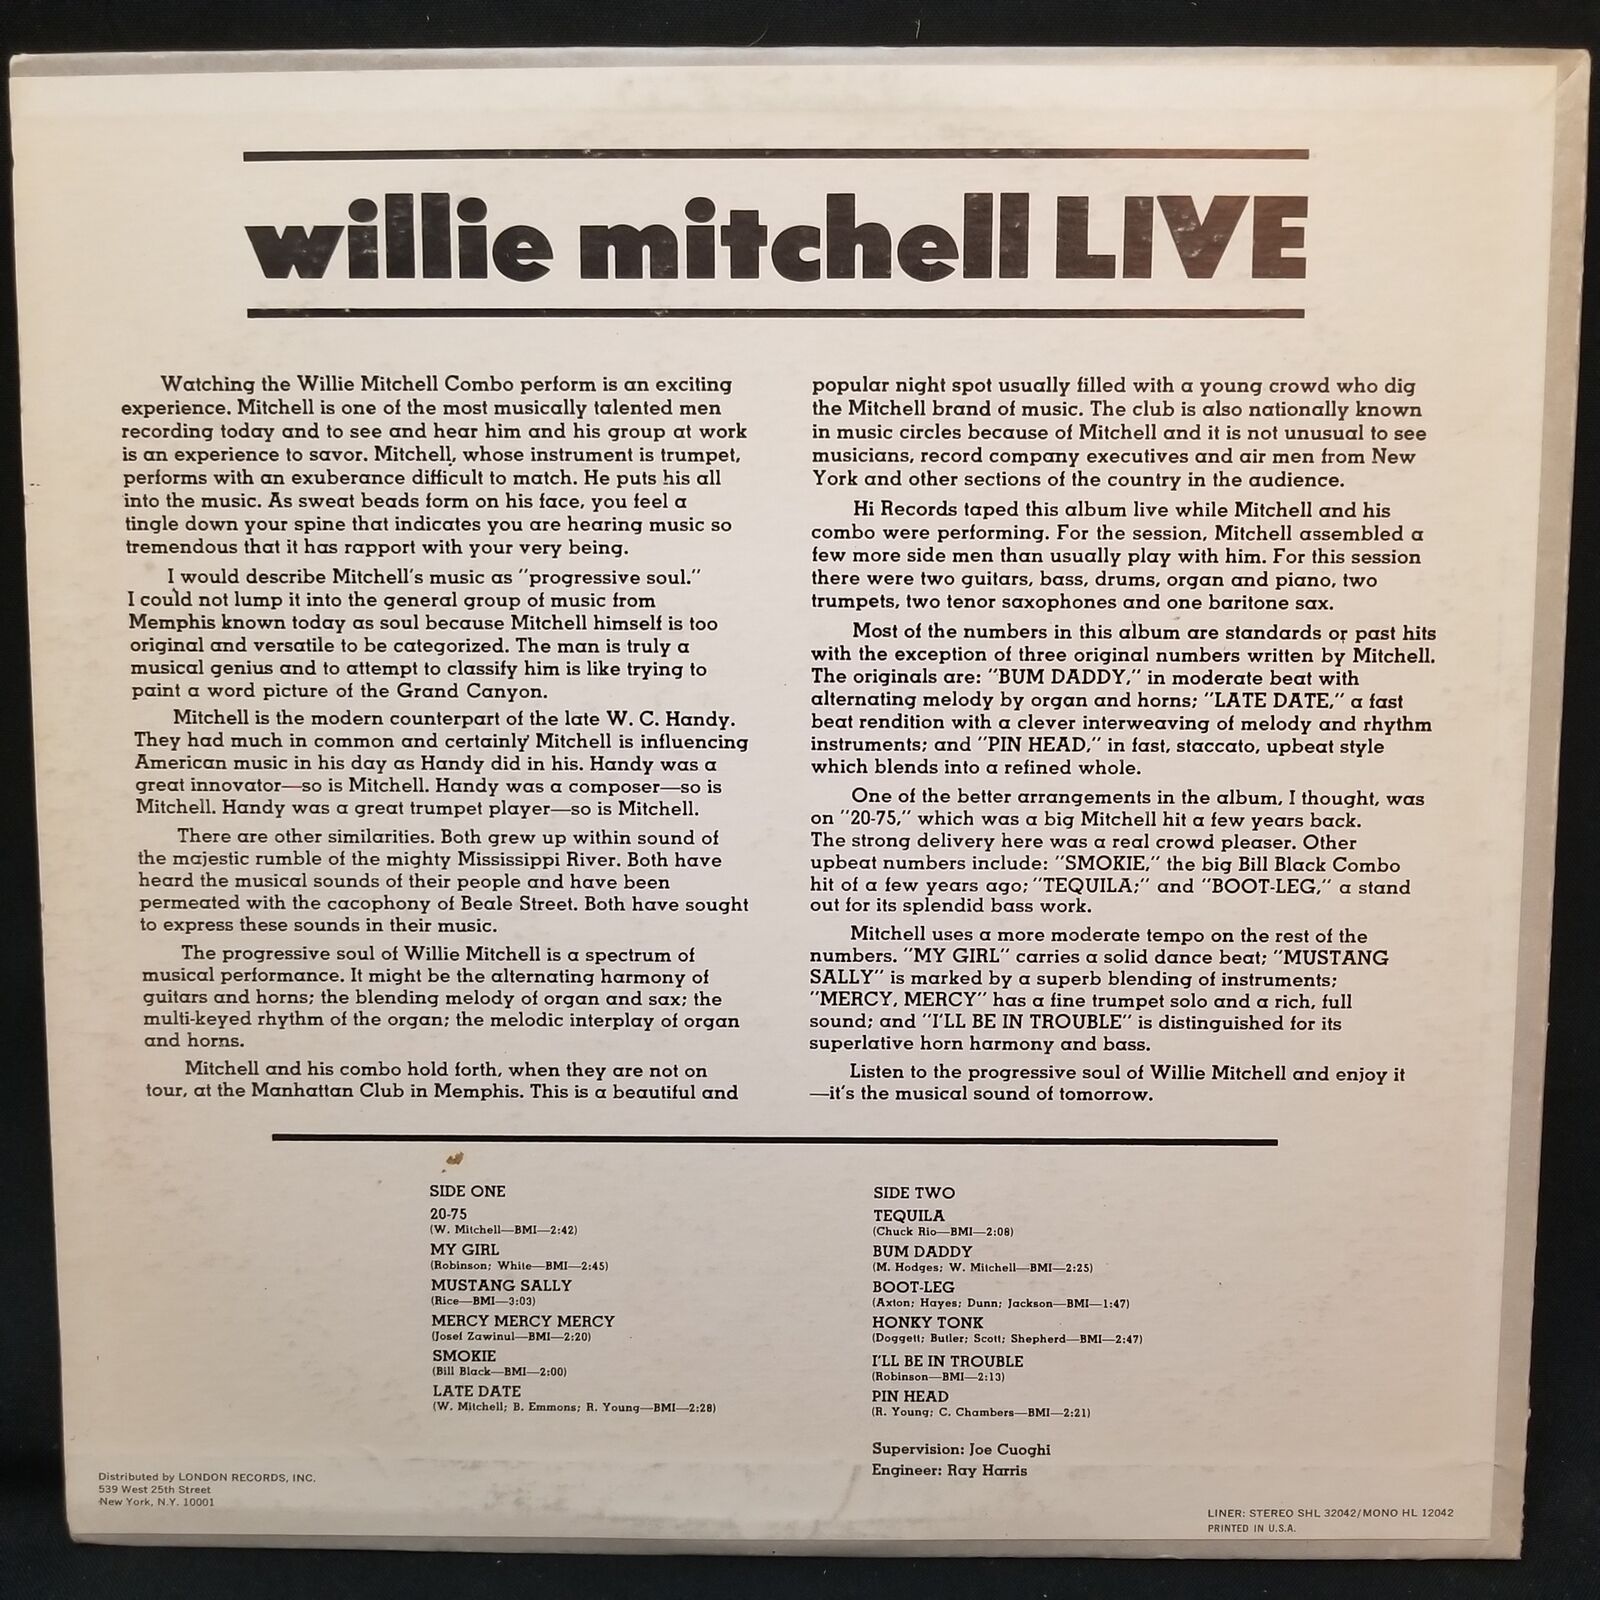 willie mitchell LIVE
Watching the Willie Mitchell Combo perform is an exciting
experience. Mitchell is one of the most musically talented men
recording today and to see and hear him and his group at work
is an experience to savor. Mitchell, whose instrument is trumpet,
performs with an exuberance difficult to match. He puts his all
into the music. As sweat beads form on his face, you feel a
tingle down your spine that indicates you are hearing music so
tremendous that it has rapport with your very being.
I would describe Mitchell's music as "progressive soul."
I could not lump it into the general group of music from
Memphis known today as soul because Mitchell himself is too
original and versatile to be categorized. The man is truly a
musical genius and to attempt to classify him is like trying to
paint a word picture of the Grand Canyon.
Mitchell is the modern counterpart of the late W. C. Handy.
They had much in common and certainly Mitchell is influencing
American music in his day as Handy did in his. Handy was a
great innovator—so is Mitchell. Handy was a composer—so is
Mitchell. Handy was a great trumpet player—so is Mitchell.
There are other similarities. Both grew up within sound of
the majestic rumble of the mighty Mississippi River. Both have
heard the musical sounds of their people and have been
permeated with the cacophony of Beale Street. Both have sought
to express these sounds in their music.
The progressive soul of Willie Mitchell is a spectrum of
musical performance. It might be the alternating harmony of
guitars and horns; the blending melody of organ and sax; the
multi-keyed rhythm of the organ; the melodic interplay of organ
and horns.
Mitchell and his combo hold forth, when they are not on
tour, at the Manhattan Club in Memphis. This is a beautiful and
popular night spot usually filled with a young crowd who dig
the Mitchell brand of music. The club is also nationally known
in music circles because of Mitchell and it is not unusual to see
musicians, record company executives and air men from New
York and other sections of the country in the audience.
Hi Records taped this album live while Mitchell and his
combo were performing. For the session, Mitchell assembled a
few more side men than usually play with him. For this session
there were two guitars, bass, drums, organ and piano, two
trumpets, two tenor saxophones and one baritone sax.
Most of the numbers in this album are standards or past hits
with the exception of three original numbers written by Mitchell.
The originals are: "BUM DADDY," in moderate beat with
alternating melody by organ and horns; "LATE DATE," a fast
beat rendition with a clever interweaving of melody and rhythm
instruments; and "PIN HEAD," in fast, staccato, upbeat style
which blends into a refined whole.
One of the better arrangements in the album, I thought, was
on "20-75," which was a big Mitchell hit a few years back.
The strong delivery here was a real crowd pleaser. Other
upbeat numbers include: "SMOKIE," the big Bill Black Combo
hit of a few years ago; "TEQUILA;" and "BOOT-LEG," a stand
out for its splendid bass work.
Mitchell uses a more moderate tempo on the rest of the
numbers. "MY GIRL" carries a solid dance beat; "MUSTANG
SALLY" is marked by a superb blending of instruments;
"MERCY, MERCY" has a fine trumpet solo and a rich, full
sound; and "I'LL BE IN TROUBLE" is distinguished for its
superlative horn harmony and bass.
Listen to the progressive soul of Willie Mitchell and enjoy it
—it's the musical sound of tomorrow.
SIDE ONE
20-75
(W. Mitchell—BMI—2:42)
MY GIRL
(Robinson; White—BMI—2:45)
MUSTANG SALLY
(Rice—BMI—3:03)
MERCY MERCY MERCY
(Josef Zawinul—BMI—2:20)
SMOKIE
(Bill Black—BMI—2:00)
LATE DATE
(W. Mitchell; B. Emmons; R. Young—BMI—2:28)
SIDE TWO
TEQUILA
(Chuck Rio—BMI—2:08)
BUM DADDY
(M. Hodges; W. Mitchell—BMI—2:25)
BOOT-LEG
(Axton; Hayes; Dunn; Jackson—BMI—1:47)
HONKY TONK
(Doggett; Butler; Scott; Shepherd—BMI—2:47)
I'LL BE IN TROUBLE
(Robinson—BMI—2:13)
PIN HEAD
(R. Young; C. Chambers—BMI—2:21)
Supervision: Joe Cuoghi
Engineer: Ray Harris
Distributed by LONDON RECORDS, INC.
539 West 25th Street
New York, N.Y. 10001
LINER: STEREO SHL 32042/MONO HL 12042
PRINTED IN U.S.A.